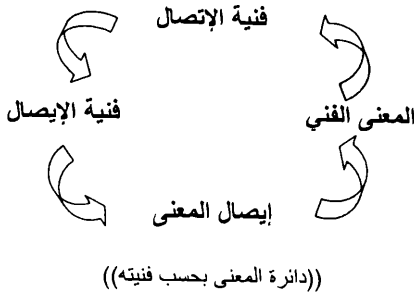 فنية الإتصال
المعنى الفني
فنية الإيصال
إيصال المعنى
((دائرة المعنى بحسب فنيته))